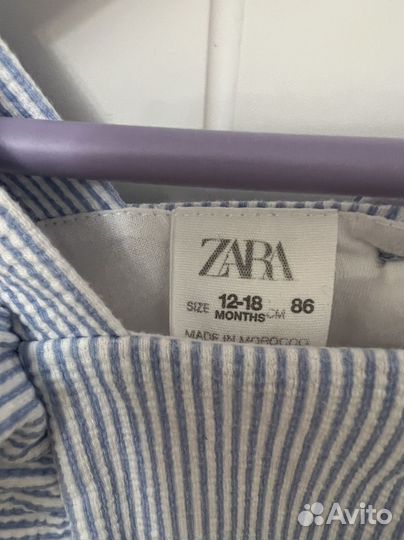 ZARA
SIZE 12-18 MONTHS CM 86
MADE IN MOROCCO
Avito